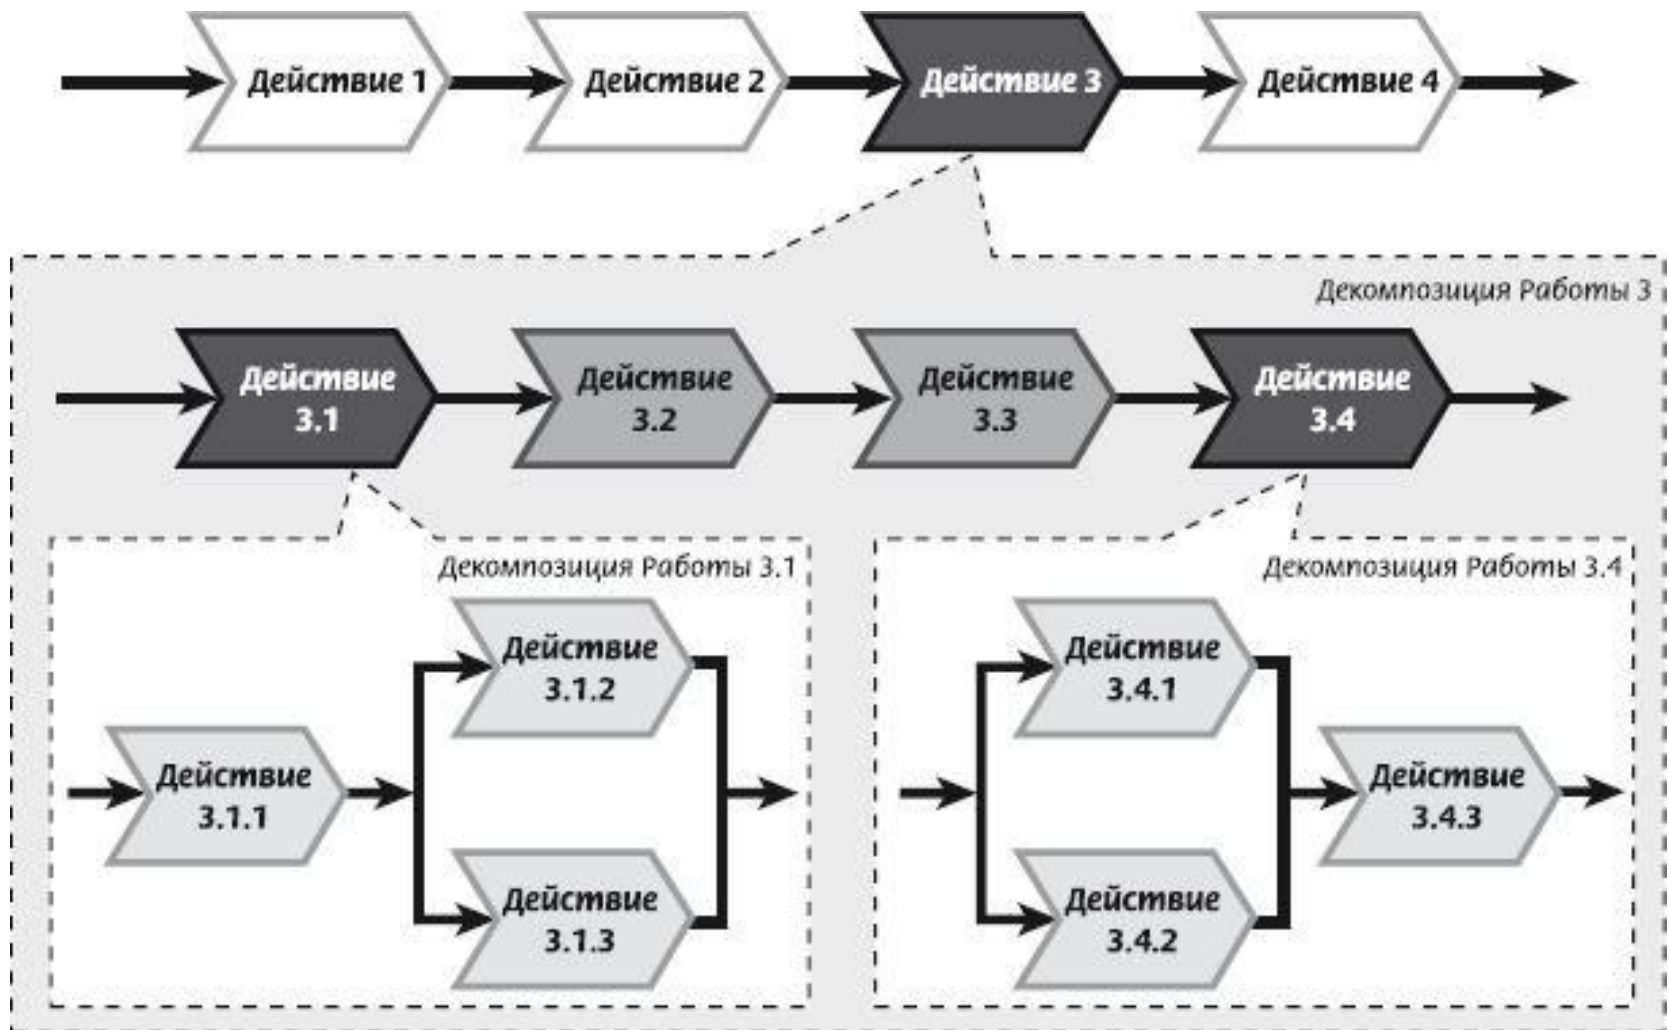 Действие 1
Действие 2
Действие 3
Действие 4
Декомпозиция Работы 3
Действие
3.1
Действие
3.2
Действие
3.3
Действие
3.4
Декомпозиция Работы 3.1
Действие
3.1.1
Действие
3.1.2
Действие
3.1.3
Декомпозиция Работы 3.4
Действие
3.4.1
Действие
3.4.2
Действие
3.4.3